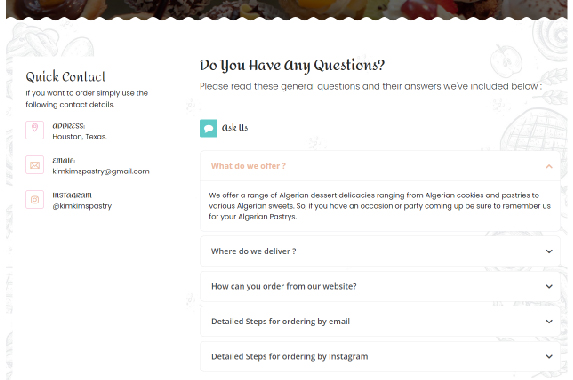 Do You Have Any Questions?
Please read these general questions and their answers we've included below :
Quick Contact
If you want to order simply use the
following contact details
ADDRESS:
Houston, Texas.
EMAIL:
kimkimspastry@gmail.com
Instagram
@kimkimspastry
Ask Us
What do we offer ?
We offer a range of Algerian dessert delicacies ranging from Algerian cookies and pastries to
various Algerian sweets. So if you have an occasion or party coming up be sure to remember us
for your Algerian Pastrys.
Where do we deliver ?
How can you order from our website?
Detailed Steps for ordering by email
Detailed Steps for ordering by instagram